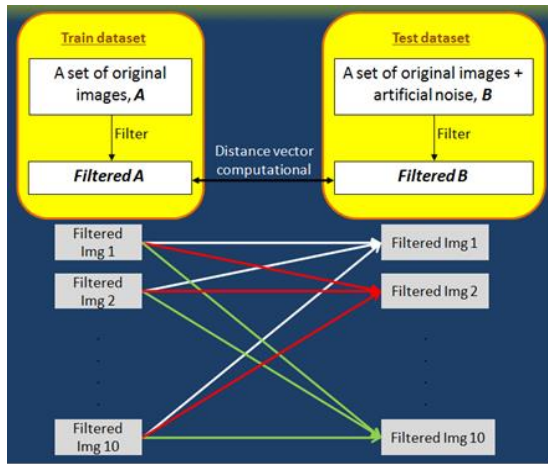 Train dataset
A set of original
images, A
Filter
Filtered A
Test dataset
A set of original images +
artificial noise, B
Filter
Filtered B
Distance vector
computational
Filtered
Img 1
Filtered
Img 2
Filtered
Img 10
Filtered Img 1
Filtered Img 2
Filtered Img 10